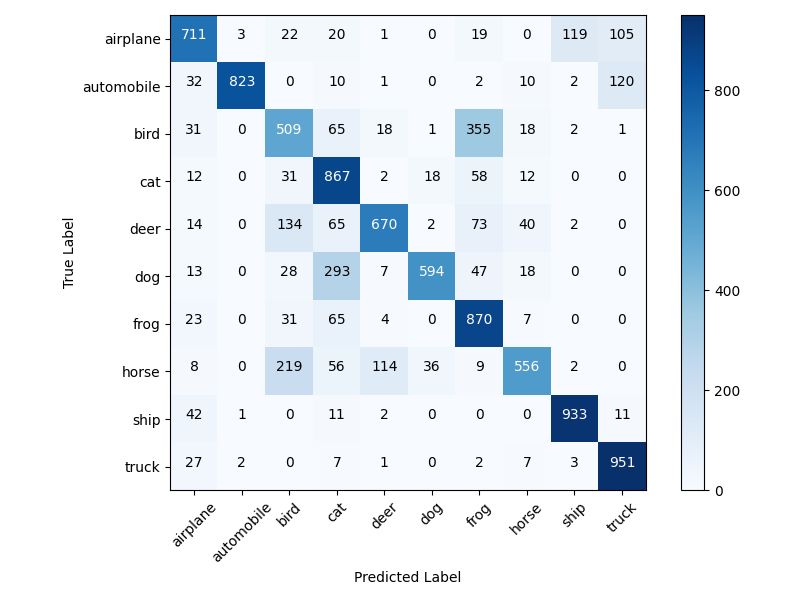 airplane 711 3 22 20 1 19 0 119 105
automobile 32 823 0 10 1 0 2 10 2 120
bird 31 0 509 65 18 1 355 18 2 1
cat 12 0 31 867 2 18 58 12 0 0
deer 14 0 134 65 670 2 73 40 2 0
dog 13 0 28 293 7 594 47 18 0 0
frog 23 0 31 65 4 0 870 7 0 0
horse 8 0 219 56 114 36 9 556 2 0
ship 42 1 0 11 2 0 0 0 933 11
truck 27 2 0 7 1 0 2 7 3 951
airplane automobile bird cat deer dog frog horse ship truck
Predicted Label
True Label
800
600
400
200
0